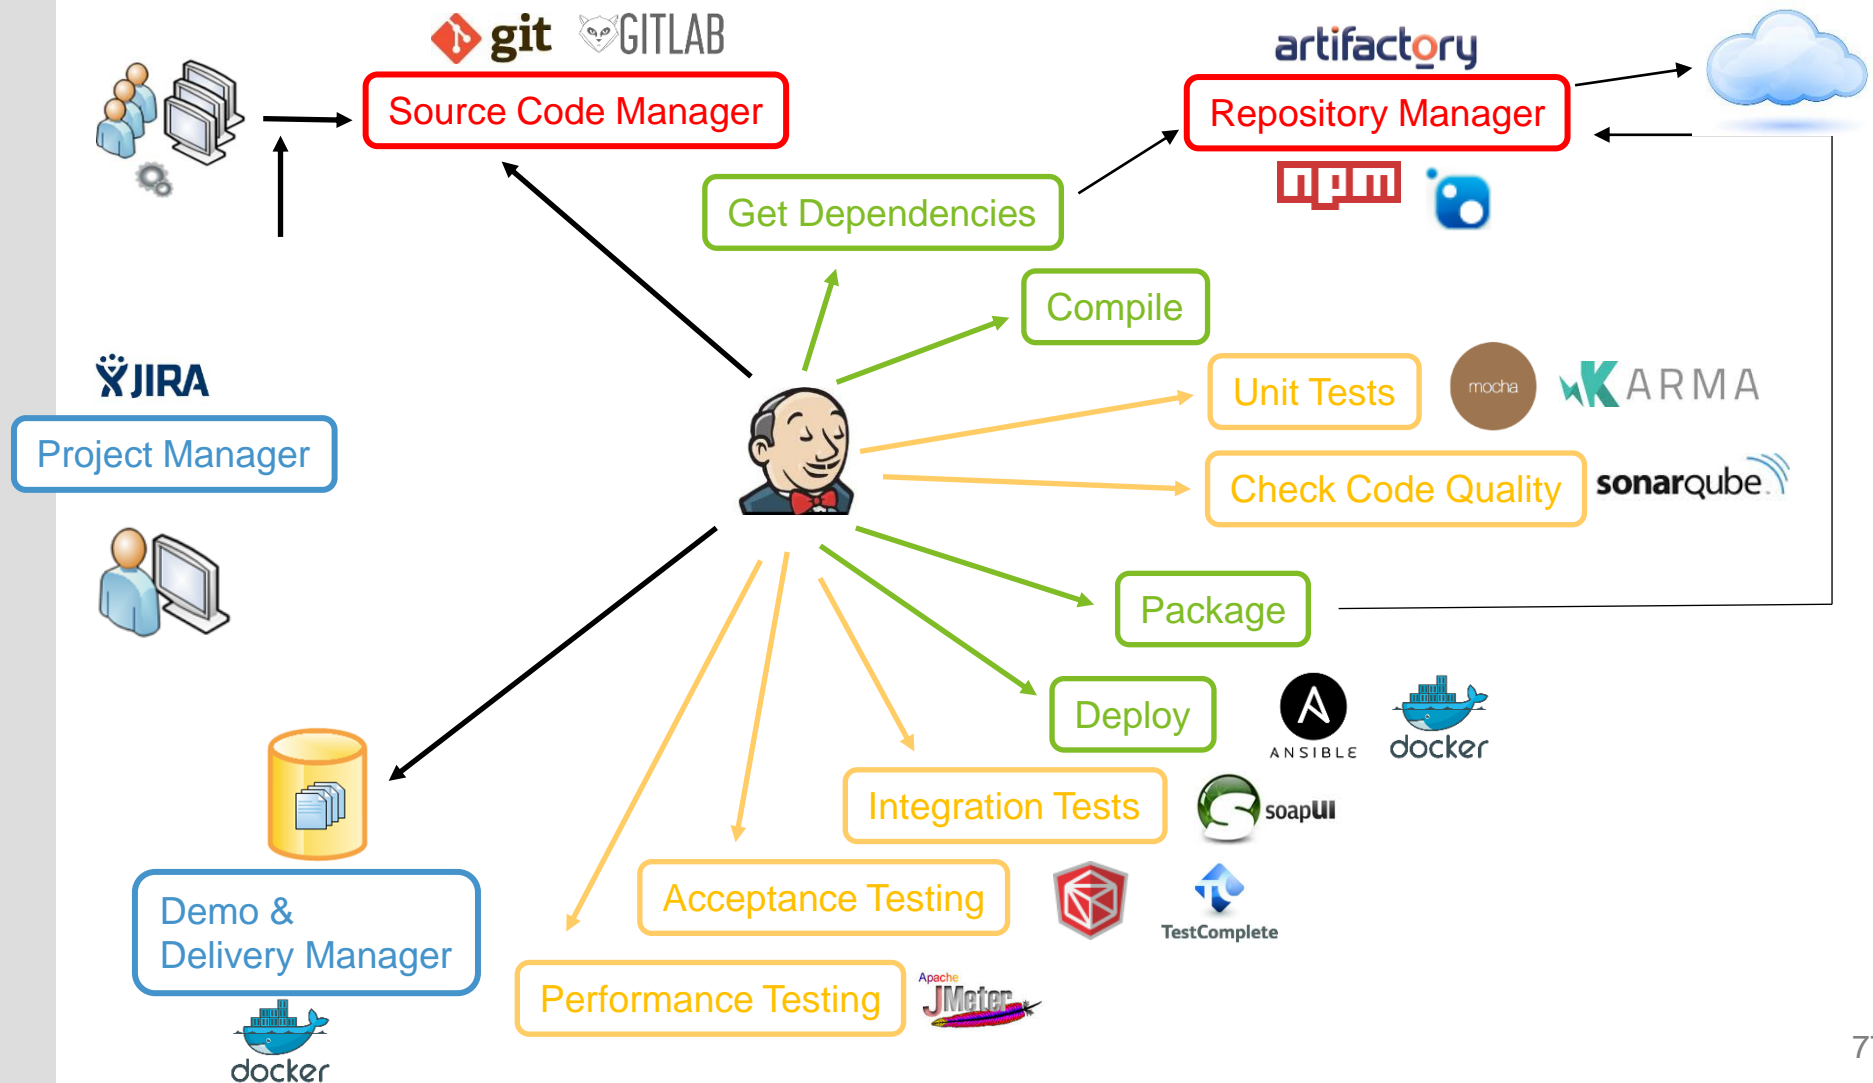 git
GITLAB
artifactory
Source Code Manager
Repository Manager
npm
Get Dependencies
Compile
JIRA
Unit Tests
mocha
KARMA
Project Manager
Check Code Quality
sonarqube
Package
Deploy
ANSIBLE
docker
Integration Tests
soapUI
Acceptance Testing
TC
TestComplete
Demo &
Delivery Manager
Performance Testing
Apache
JMeter
docker